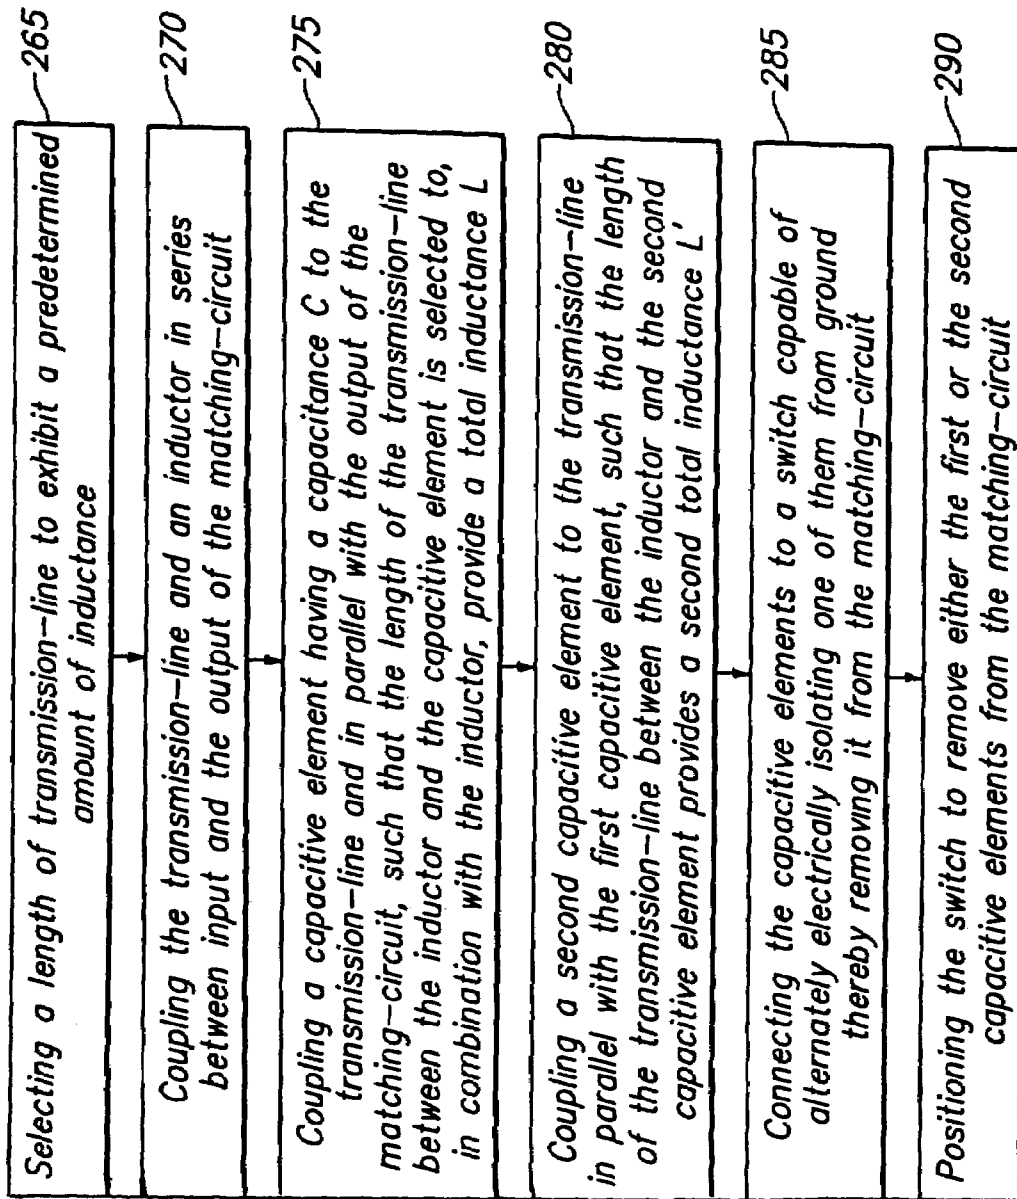 Selecting a length of transmission-line to exhibit a predetermined
amount of inductance
265
Coupling the transmission-line and an inductor in series
between input and the output of the matching-circuit
270
Coupling a capacitive element having a capacitance C to the
transmission-line and in parallel with the output of the
matching-circuit, such that the length of the transmission-line
between the inductor and the capacitive element is selected to,
in combination with the inductor, provide a total inductance L
275
Coupling a second capacitive element to the transmission-line
in parallel with the first capacitive element, such that the length
of the transmission-line between the inductor and the second
capacitive element provides a second total inductance L'
280
Connecting the capacitive elements to a switch capable of
alternately electrically isolating one of them from ground
thereby removing it from the matching-circuit
285
Positioning the switch to remove either the first or the second
capacitive elements from the matching-circuit
290